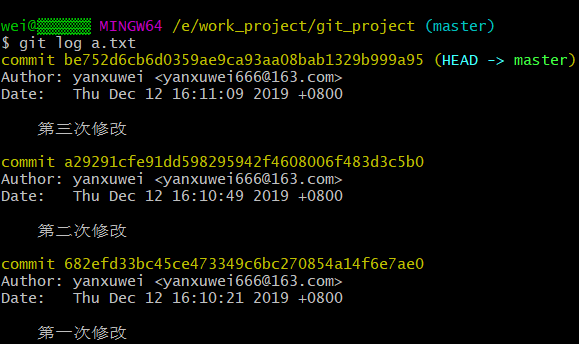 wei@ MINGW64 /e/work_project/git_project (master)
$ git log a.txt
commit be752d6cb6d0359ae9ca93aa08bab1329b999a95 (HEAD -> master)
Author: yanxuwei <yanxuwei666@163.com>
Date:   Thu Dec 12 16:11:09 2019 +0800
第三次修改
commit a29291cfe91dd598295942f4608006f483d3c5b0
Author: yanxuwei <yanxuwei666@163.com>
Date:   Thu Dec 12 16:10:49 2019 +0800
第二次修改
commit 682efd33bc45ce473349c6bc270854a14f6e7ae0
Author: yanxuwei <yanxuwei666@163.com>
Date:   Thu Dec 12 16:10:21 2019 +0800
第一次修改